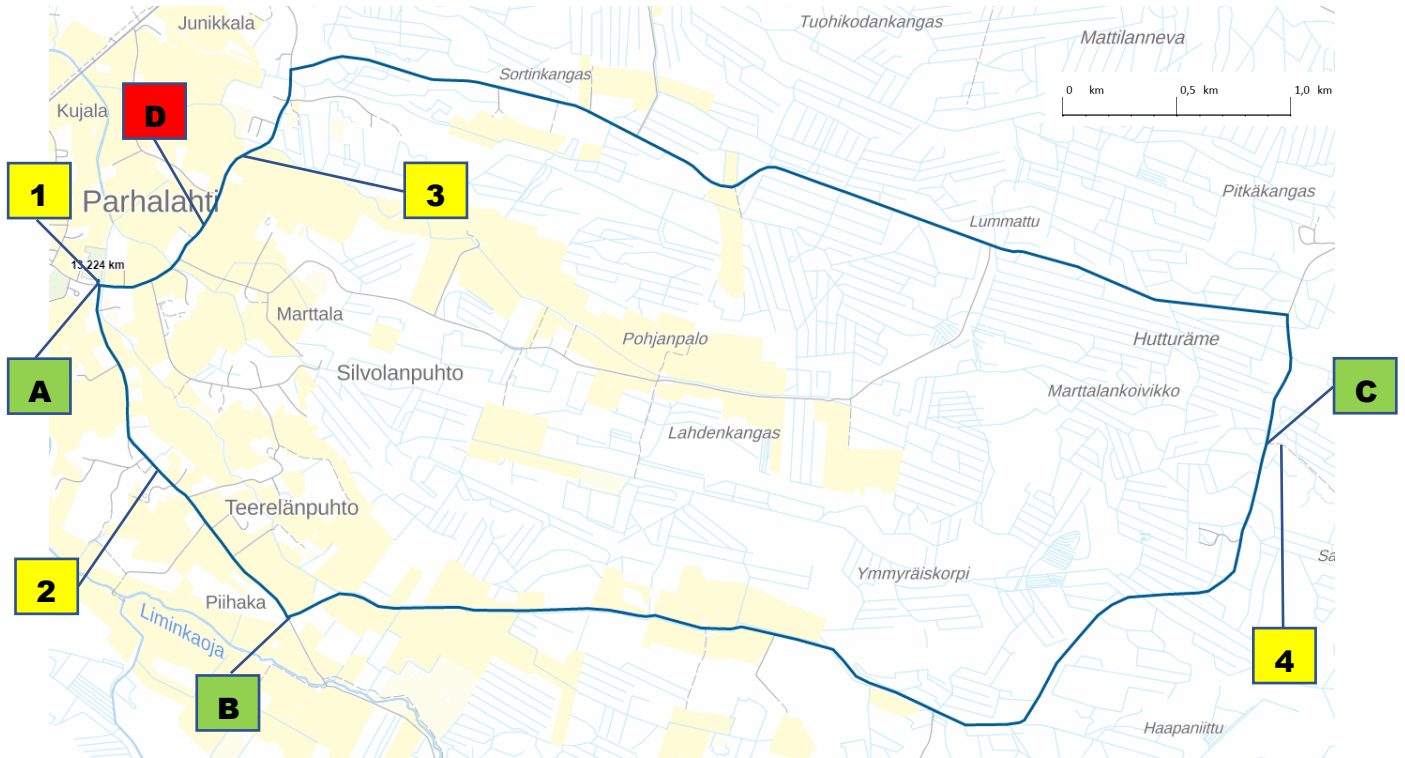 Junikkala
Tuohikodankangas
Mattilanneva
Sortinkangas
0 km 0,5 km 1,0 km
Kujala
D
1
3
Parhalahti
Pitkäkangas
Lummattu
13,224 km
Marttala
Pohjanpalo
Hutturäme
Silvolanpuhto
A
Marttalankoivikko
C
Lahdenkangas
Teerelänpuhto
Sa
Ymmyräiskorpi
2
Piihaka
Liminkaoja
4
B
Haapaniittu